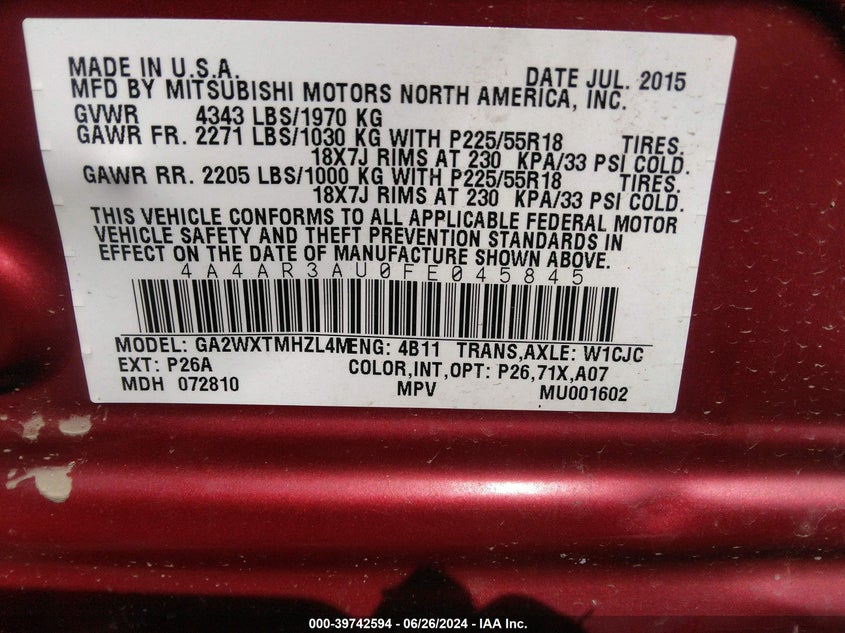 MADE IN U.S.A. DATE JUL. 2015
MFD BY MITSUBISHI MOTORS NORTH AMERICA, INC.
GVWR 4343 LBS/1970 KG
GAWR FR. 2271 LBS/1030 KG WITH P225/55R18 TIRES.
18X7J RIMS AT 230 KPA/33 PSI COLD.
GAWR RR. 2205 LBS/1000 KG WITH P225/55R18 TIRES.
18X7J RIMS AT 230 KPA/33 PSI COLD.
THIS VEHICLE CONFORMS TO ALL APPLICABLE FEDERAL MOTOR
VEHICLE SAFETY AND THEFT PREVENTION STANDARDS IN
EFFECT ON THE DATE OF MANUFACTURE SHOWN ABOVE.
4A4AR3AU0FE045845
MODEL: GA2WXTMHZL4M ENG: 4B11 TRANS,AXLE: W1CJC
EXT: P26A COLOR,INT,OPT: P26,71X,A07
MDH 072810 MPV MU001602
000-39742594 - 06/26/2024 - IAA Inc.